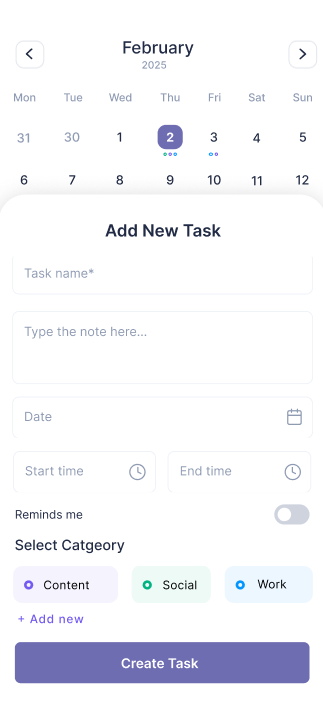 February
2025
Mon Tue Wed Thu Fri Sat Sun
31 30 1 2 3 4 5
6 7 8 9 10 11 12
Add New Task
Task name*
Type the note here...
Date
Start time End time
Reminds me
Select Catgeory
Content Social Work
+ Add new
Create Task